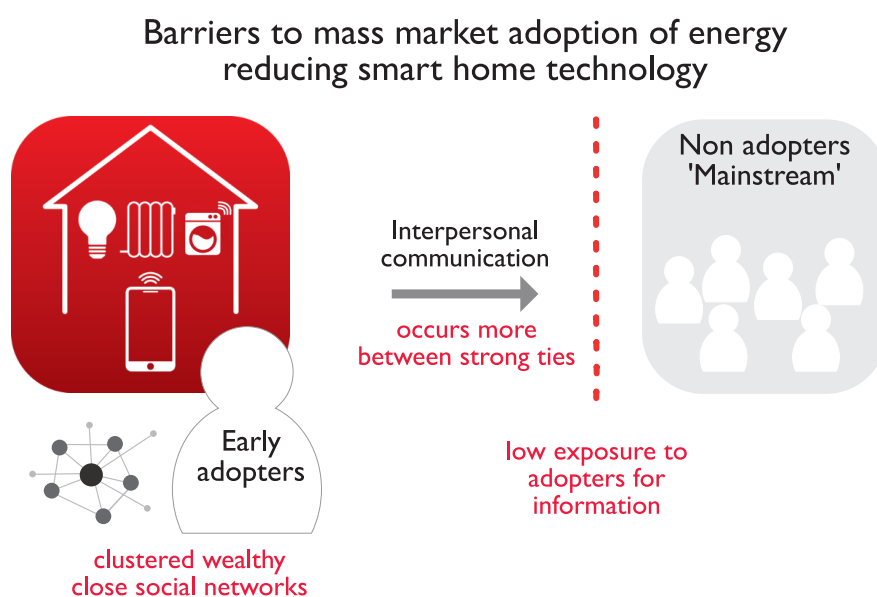 Barriers to mass market adoption of energy
reducing smart home technology
Non adopters
'Mainstream'
Interpersonal
communication
occurs more
between strong ties
Early
adopters
low exposure to
adopters for
information
clustered wealthy
close social networks